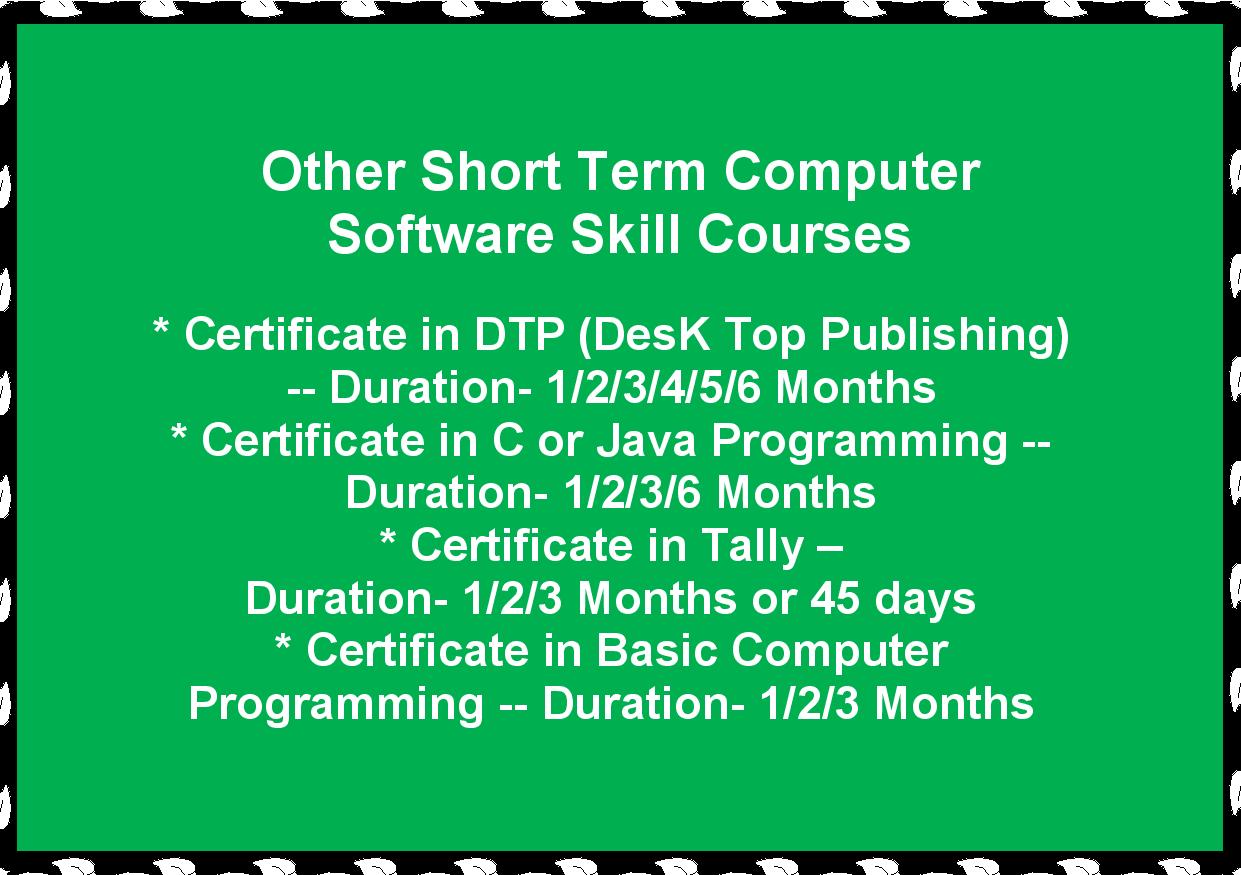 Other Short Term Computer
Software Skill Courses
* Certificate in DTP (DesK Top Publishing)
-- Duration- 1/2/3/4/5/6 Months
* Certificate in C or Java Programming --
Duration- 1/2/3/6 Months
* Certificate in Tally –
Duration- 1/2/3 Months or 45 days
* Certificate in Basic Computer
Programming -- Duration- 1/2/3 Months